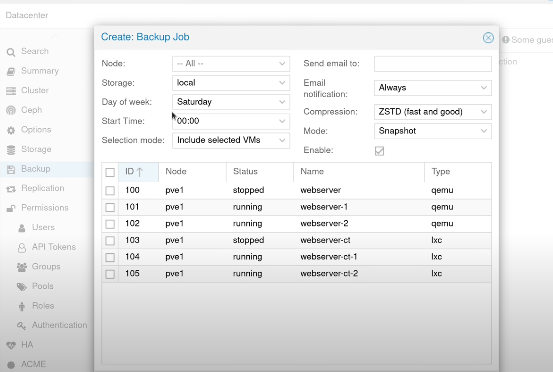 Datacenter
Search
Summary
Cluster
Ceph
Options
Storage
Backup
Replication
Permissions
Users
API Tokens
Groups
Pools
Roles
Authentication
HA
ACME
Create: Backup Job
Node: -- All --
Storage: local
Day of week: Saturday
Start Time: 00:00
Selection mode: Include selected VMs
Send email to:
Email notification: Always
Compression: ZSTD (fast and good)
Mode: Snapshot
Enable:
ID Node Status Name Type
100 pve1 stopped webserver qemu
101 pve1 running webserver-1 qemu
102 pve1 running webserver-2 qemu
103 pve1 stopped webserver-ct lxc
104 pve1 running webserver-ct-1 lxc
105 pve1 running webserver-ct-2 lxc
Some gue
ction